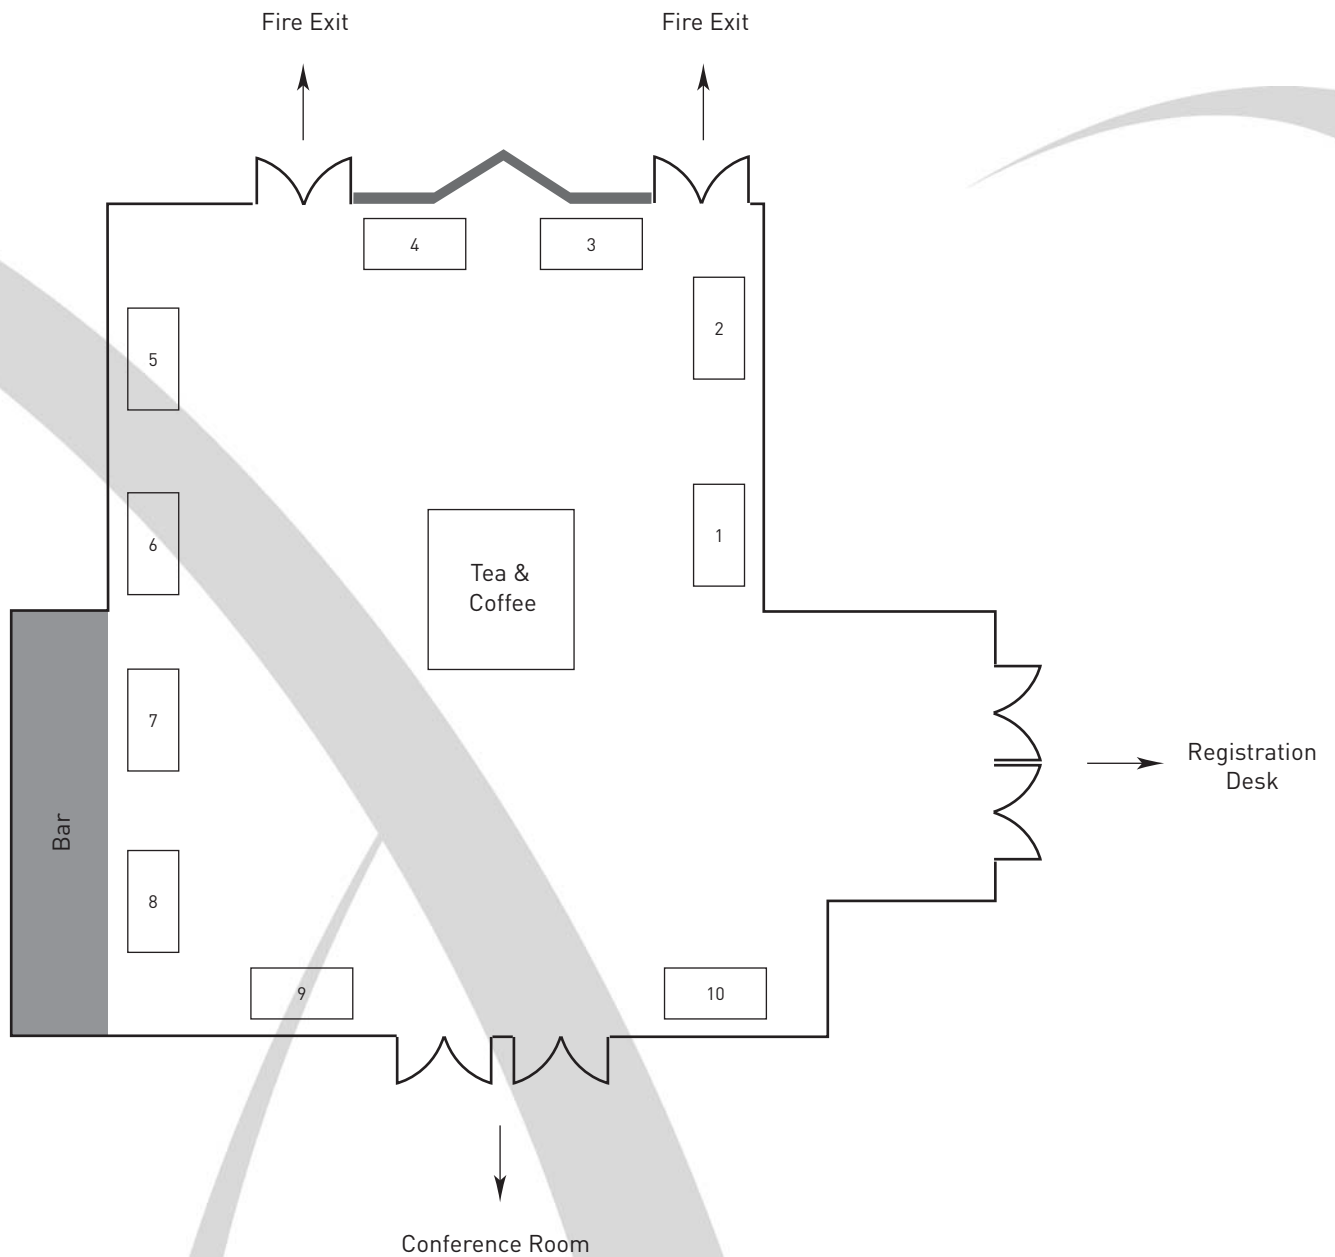 Fire Exit
Fire Exit
4
3
2
5
1
6
Tea &
Coffee
7
Registration
Desk
Bar
8
9
10
Conference Room